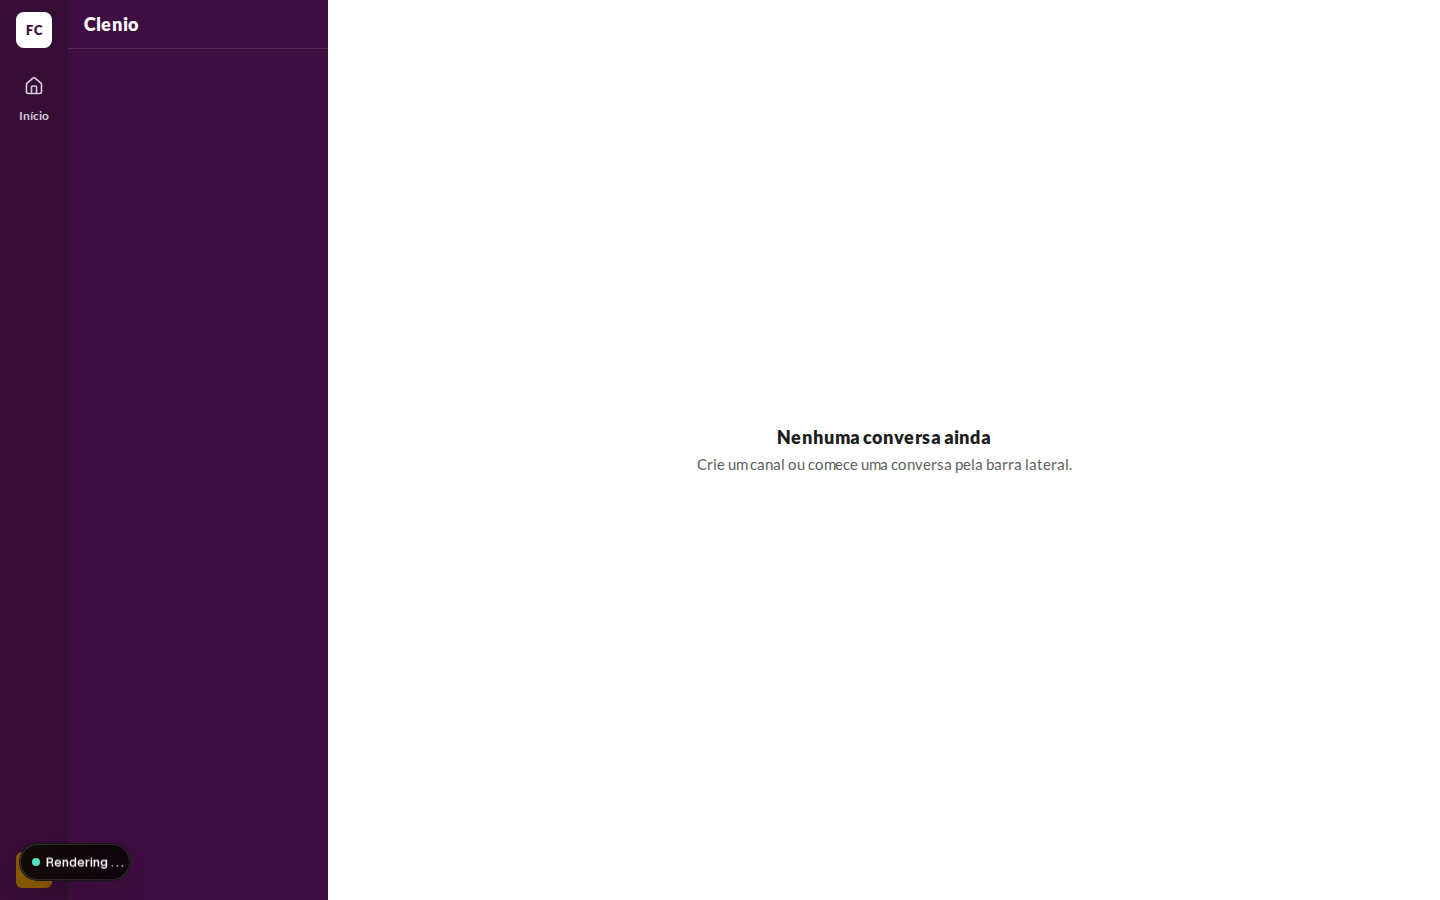 FC
Clenio
Início
Nenhuma conversa ainda
Crie um canal ou comece uma conversa pela barra lateral.
Rendering ...